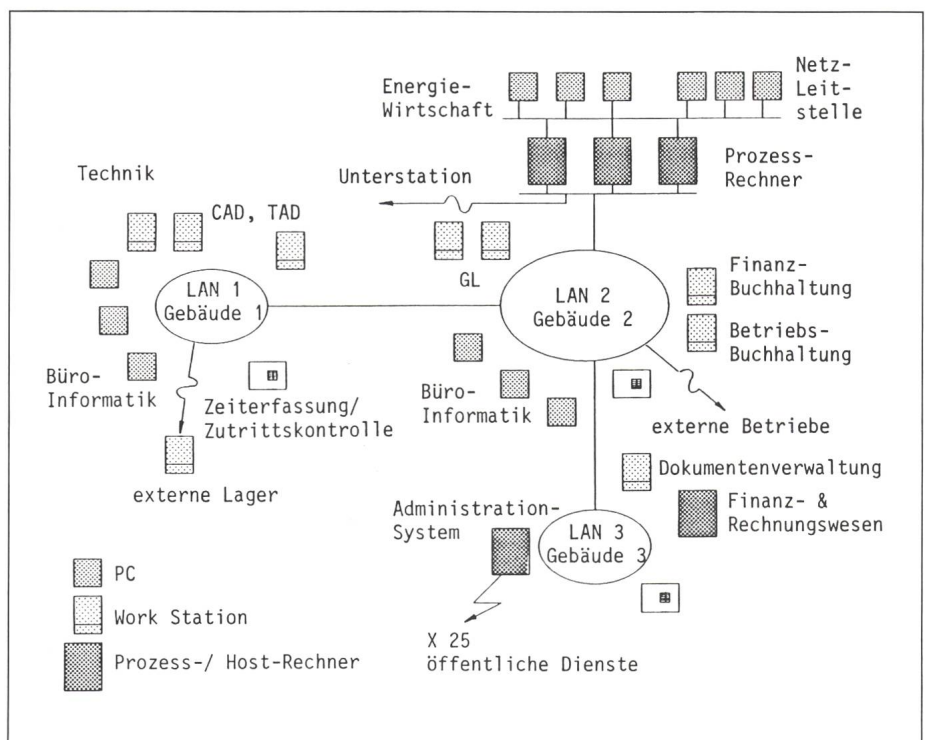 Energie-
Wirtschaft
Netz-
Leit-
stelle
Prozess-
Rechner
Technik
Unterstation
CAD, TAD
GL
LAN 1
Gebäude 1
LAN 2
Gebäude 2
Finanz-
Buchhaltung
Betriebs-
Buchhaltung
Büro-
Informatik
Zeiterfassung/
Zutrittskontrolle
Büro-
Informatik
externe Betriebe
externe Lager
Dokumentenverwaltung
Administration-
System
LAN 3
Gebäude 3
Finanz- &
Rechnungswesen
PC
Work Station
Prozess-/ Host-Rechner
X 25
öffentliche Dienste